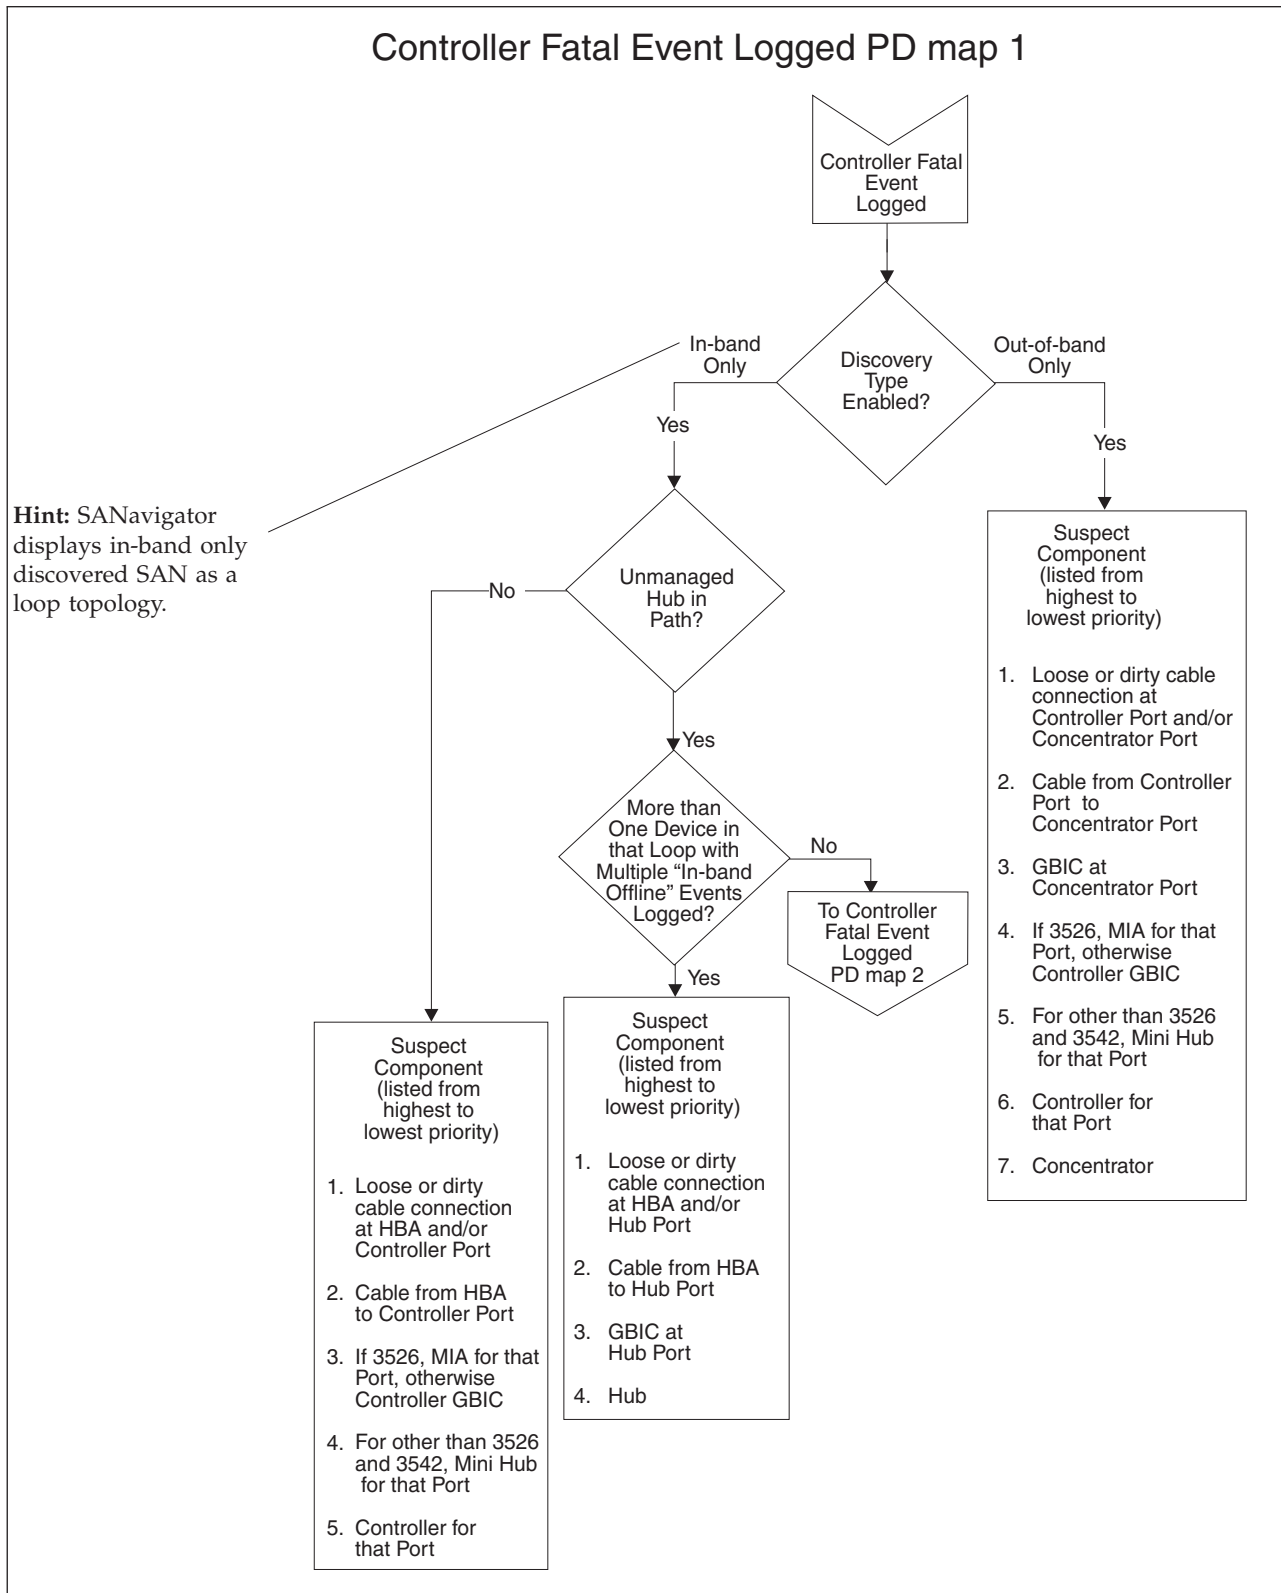 Controller Fatal Event Logged PD map 1
Controller Fatal
Event
Logged
Discovery
Type
Enabled?
In-band
Only
Out-of-band
Only
Yes
Yes
Hint: SANavigator
displays in-band only
discovered SAN as a
loop topology.
Unmanaged
Hub in
Path?
No
Yes
More than
One Device in
that Loop with
Multiple “In-band
Offline” Events
Logged?
No
Yes
To Controller
Fatal Event
Logged
PD map 2
Suspect
Component
(listed from
highest to
lowest priority)
1. Loose or dirty
cable connection
at HBA and/or
Controller Port
2. Cable from HBA
to Controller Port
3. If 3526, MIA for that
Port, otherwise
Controller GBIC
4. For other than 3526
and 3542, Mini Hub
for that Port
5. Controller for
that Port
Suspect
Component
(listed from
highest to
lowest priority)
1. Loose or dirty
cable connection
at HBA and/or
Hub Port
2. Cable from HBA
to Hub Port
3. GBIC at
Hub Port
4. Hub
Suspect
Component
(listed from
highest to
lowest priority)
1. Loose or dirty cable
connection at
Controller Port and/or
Concentrator Port
2. Cable from Controller
Port to
Concentrator Port
3. GBIC at
Concentrator Port
4. If 3526, MIA for that
Port, otherwise
Controller GBIC
5. For other than 3526
and 3542, Mini Hub
for that Port
6. Controller for
that Port
7. Concentrator